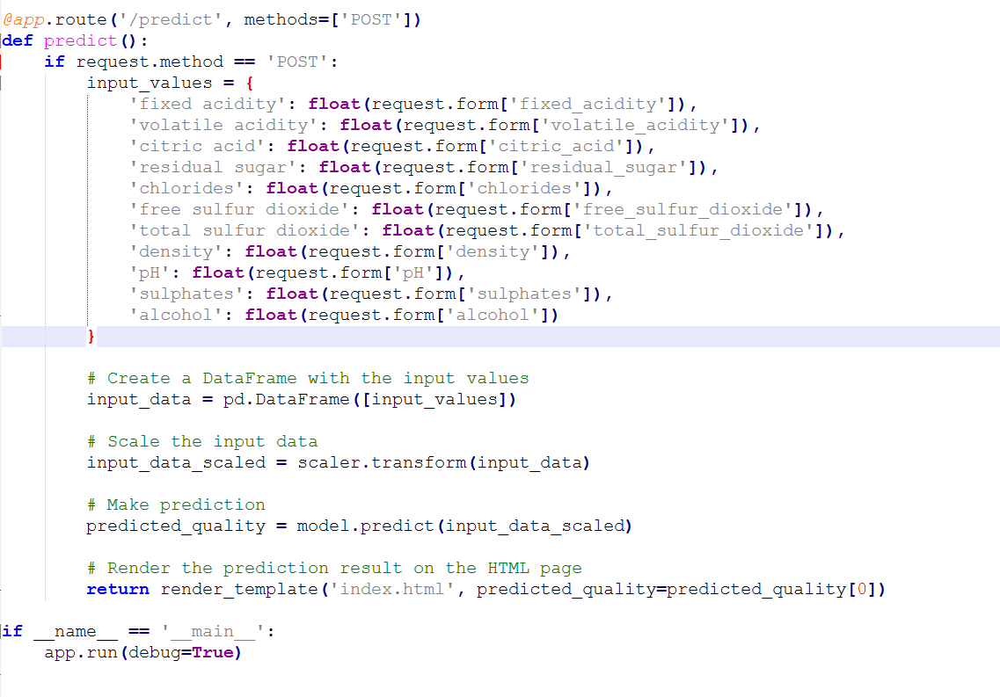 @app.route('/predict', methods=['POST'])
def predict():
    if request.method == 'POST':
        input_values = {
            'fixed acidity': float(request.form['fixed_acidity']),
            'volatile acidity': float(request.form['volatile_acidity']),
            'citric acid': float(request.form['citric_acid']),
            'residual sugar': float(request.form['residual_sugar']),
            'chlorides': float(request.form['chlorides']),
            'free sulfur dioxide': float(request.form['free_sulfur_dioxide']),
            'total sulfur dioxide': float(request.form['total_sulfur_dioxide']),
            'density': float(request.form['density']),
            'pH': float(request.form['pH']),
            'sulphates': float(request.form['sulphates']),
            'alcohol': float(request.form['alcohol'])
        }

        # Create a DataFrame with the input values
        input_data = pd.DataFrame([input_values])

        # Scale the input data
        input_data_scaled = scaler.transform(input_data)

        # Make prediction
        predicted_quality = model.predict(input_data_scaled)

        # Render the prediction result on the HTML page
        return render_template('index.html', predicted_quality=predicted_quality[0])

if __name__ == '__main__':
    app.run(debug=True)